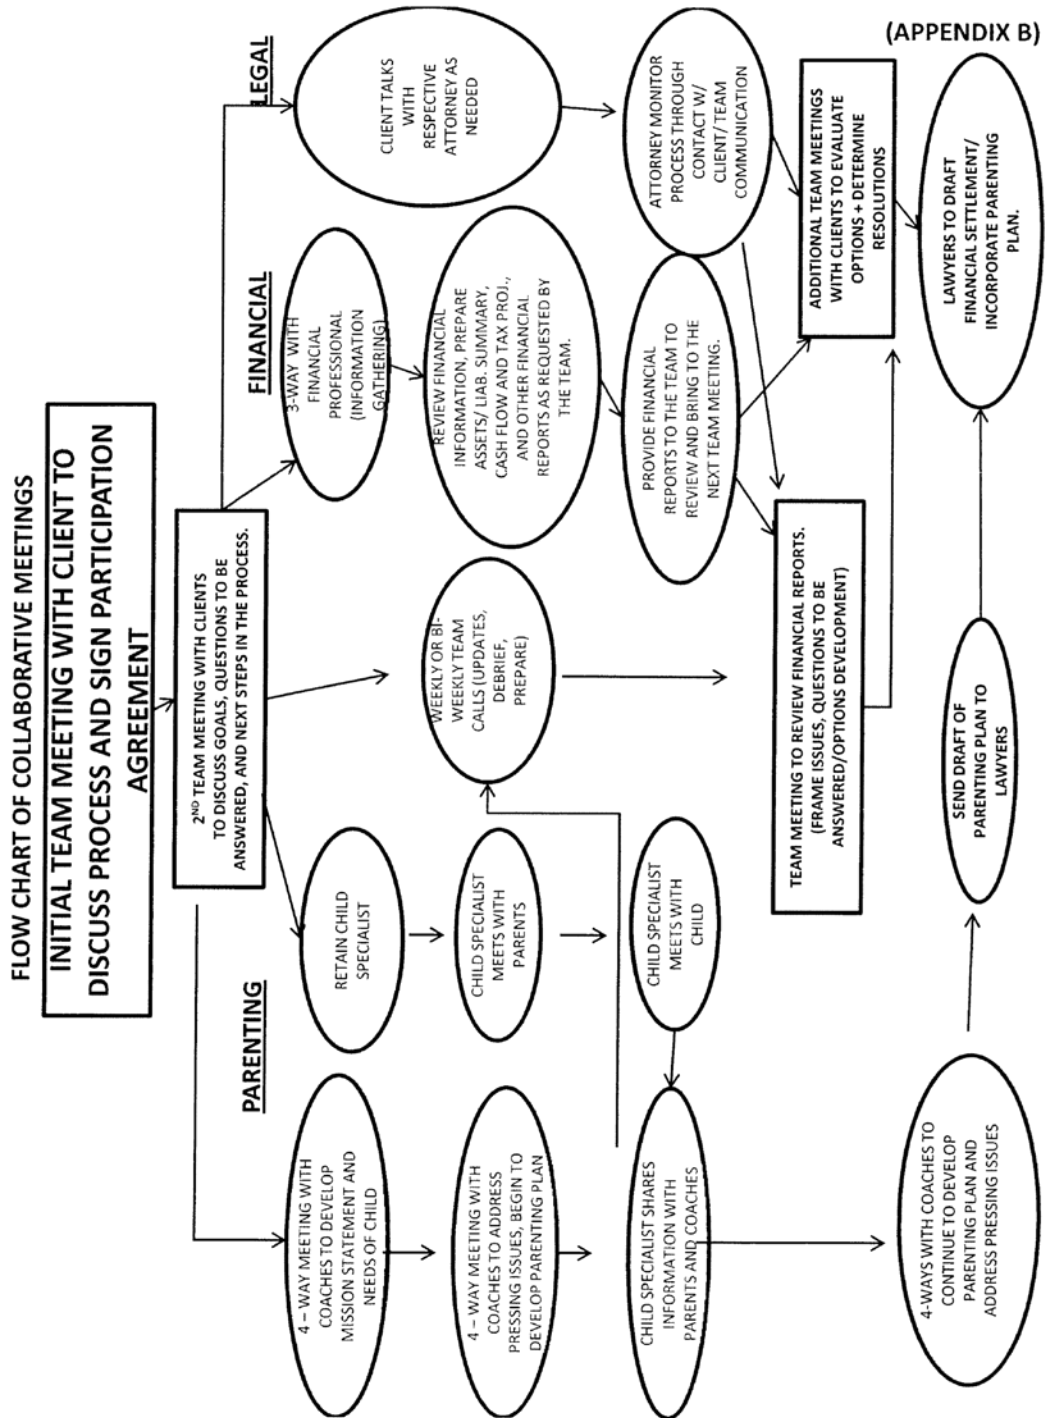 FLOW CHART OF COLLABORATIVE MEETINGS
INITIAL TEAM MEETING WITH CLIENT TO
DISCUSS PROCESS AND SIGN PARTICIPATION
AGREEMENT
2ND TEAM MEETING WITH CLIENTS
TO DISCUSS GOALS, QUESTIONS TO BE
ANSWERED, AND NEXT STEPS IN THE PROCESS.
PARENTING
FINANCIAL
LEGAL
4 – WAY MEETING WITH
COACHES TO DEVELOP
MISSION STATEMENT AND
NEEDS OF CHILD
RETAIN CHILD
SPECIALIST
3-WAY WITH
FINANCIAL
PROFESSIONAL
(INFORMATION
GATHERING)
CLIENT TALKS
WITH
RESPECTIVE
ATTORNEY AS
NEEDED
4 – WAY MEETING WITH
COACHES TO ADDRESS
PRESSING ISSUES, BEGIN TO
DEVELOP PARENTING PLAN
CHILD SPECIALIST
MEETS WITH
PARENTS
WEEKLY OR BI-
WEEKLY TEAM
CALLS (UPDATES,
DEBRIEF,
PREPARE)
REVIEW FINANCIAL
INFORMATION, PREPARE
ASSETS/ LIAB. SUMMARY,
CASH FLOW AND TAX PROJ.,
AND OTHER FINANCIAL
REPORTS AS REQUESTED BY
THE TEAM.
CHILD SPECIALIST SHARES
INFORMATION WITH
PARENTS AND COACHES
CHILD SPECIALIST
MEETS WITH
CHILD
PROVIDE FINANCIAL
REPORTS TO THE TEAM TO
REVIEW AND BRING TO THE
NEXT TEAM MEETING.
ATTORNEY MONITOR
PROCESS THROUGH
CONTACT W/
CLIENT/ TEAM
COMMUNICATION
TEAM MEETING TO REVIEW FINANCIAL REPORTS.
(FRAME ISSUES, QUESTIONS TO BE
ANSWERED/OPTIONS DEVELOPMENT)
ADDITIONAL TEAM MEETINGS
WITH CLIENTS TO EVALUATE
OPTIONS + DETERMINE
RESOLUTIONS
4-WAYS WITH COACHES TO
CONTINUE TO DEVELOP
PARENTING PLAN AND
ADDRESS PRESSING ISSUES
SEND DRAFT OF
PARENTING PLAN TO
LAWYERS
LAWYERS TO DRAFT
FINANCIAL SETTLEMENT/
INCORPORATE PARENTING
PLAN.
(APPENDIX B)